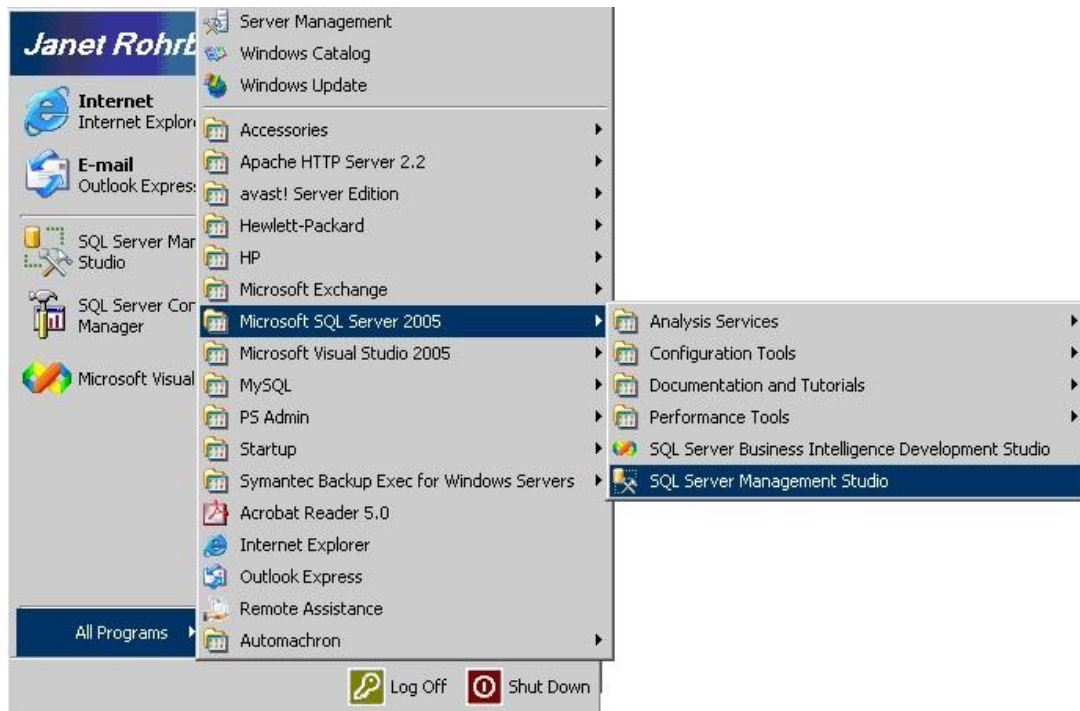 Janet Rohrb
Internet
Internet Explor
E-mail
Outlook Express
SQL Server Man
Studio
SQL Server Con
Manager
Microsoft Visual
All Programs
Server Management
Windows Catalog
Windows Update
Accessories
Apache HTTP Server 2.2
avast! Server Edition
Hewlett-Packard
HP
Microsoft Exchange
Microsoft SQL Server 2005
Microsoft Visual Studio 2005
MySQL
PS Admin
Startup
Symantec Backup Exec for Windows Servers
Acrobat Reader 5.0
Internet Explorer
Outlook Express
Remote Assistance
Automachron
Analysis Services
Configuration Tools
Documentation and Tutorials
Performance Tools
SQL Server Business Intelligence Development Studio
SQL Server Management Studio
Log Off
Shut Down